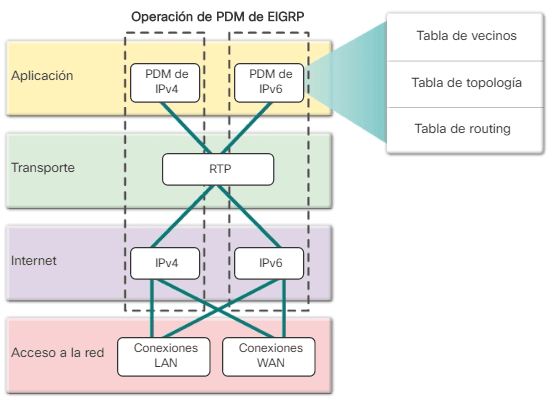 Operación de PDM de EIGRP
Tabla de vecinos
Tabla de topología
Tabla de routing
Aplicación
PDM de
IPv4
PDM de
IPv6
Transporte
RTP
Internet
IPv4
IPv6
Acceso a la red
Conexiones
LAN
Conexiones
WAN